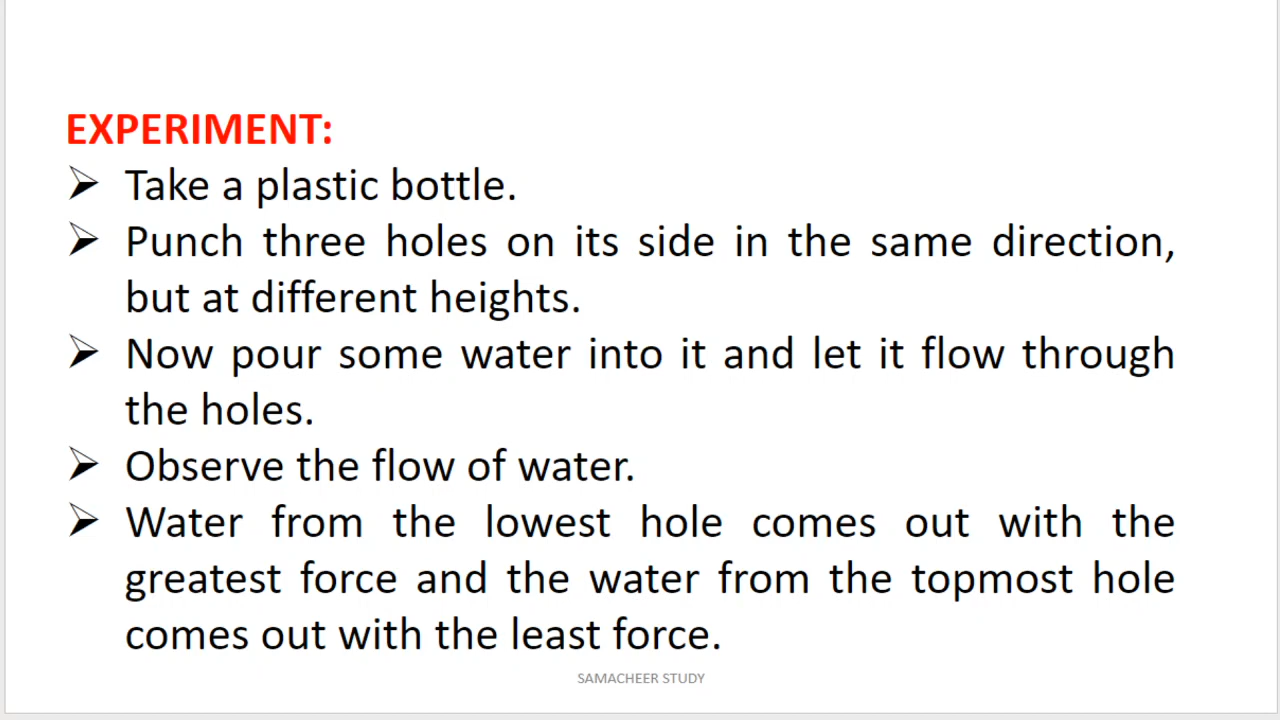 EXPERIMENT:
➢ Take a plastic bottle.
➢ Punch three holes on its side in the same direction,
but at different heights.
➢ Now pour some water into it and let it flow through
the holes.
➢ Observe the flow of water.
➢ Water from the lowest hole comes out with the
greatest force and the water from the topmost hole
comes out with the least force.
SAMACHEER STUDY